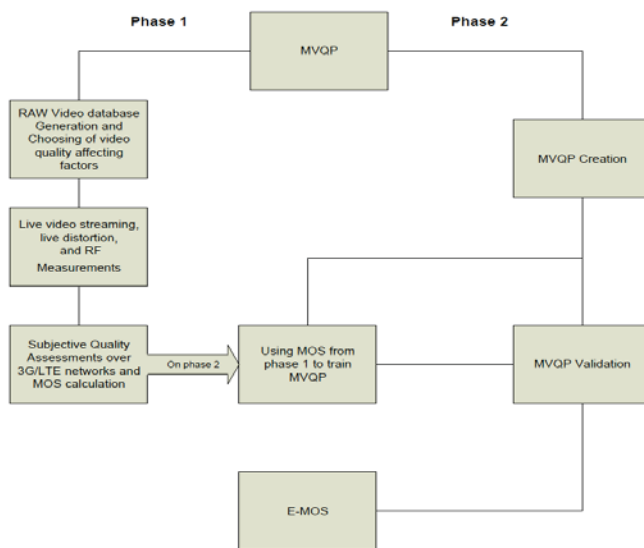 Phase 1
Phase 2
MVQP
RAW Video database
Generation and
Choosing of video
quality affecting
factors
MVQP Creation
Live video streaming,
live distortion,
and RF
Measurements
Subjective Quality
Assessments over
3G/LTE networks and
MOS calculation
On phase 2
Using MOS from
phase 1 to train
MVQP
MVQP Validation
E-MOS